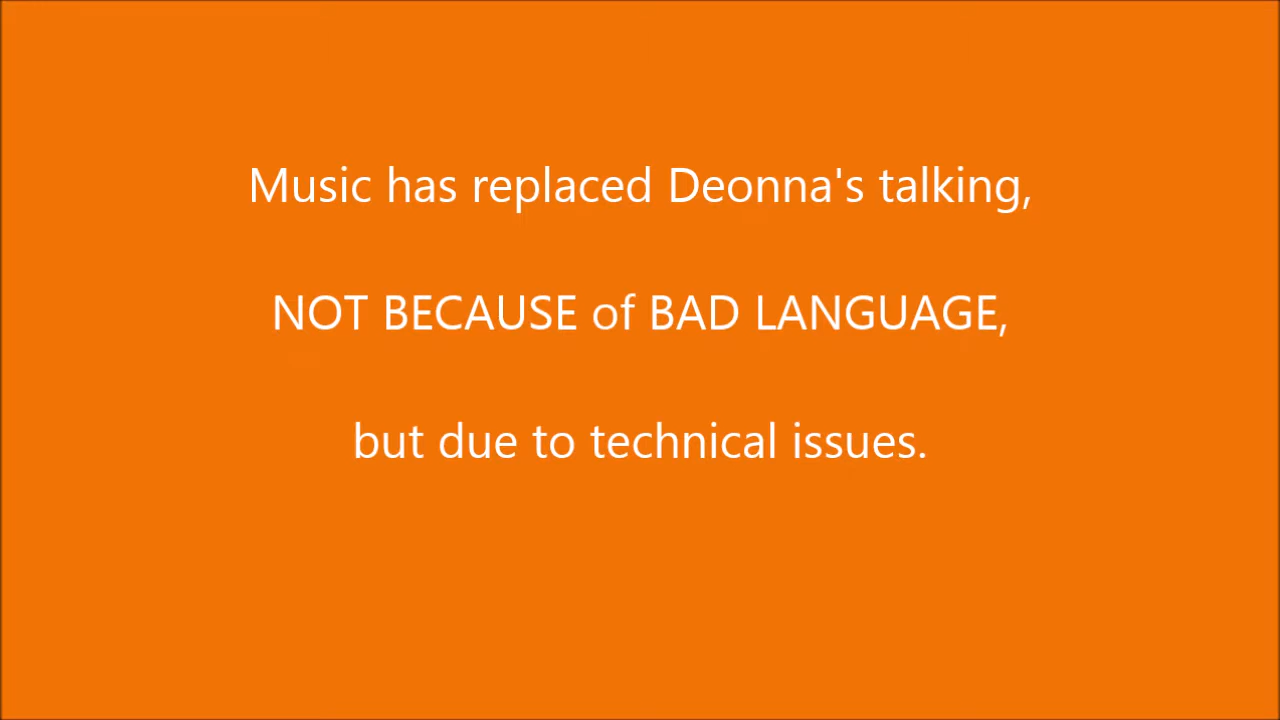 Music has replaced Deonna's talking,
NOT BECAUSE of BAD LANGUAGE,
but due to technical issues.